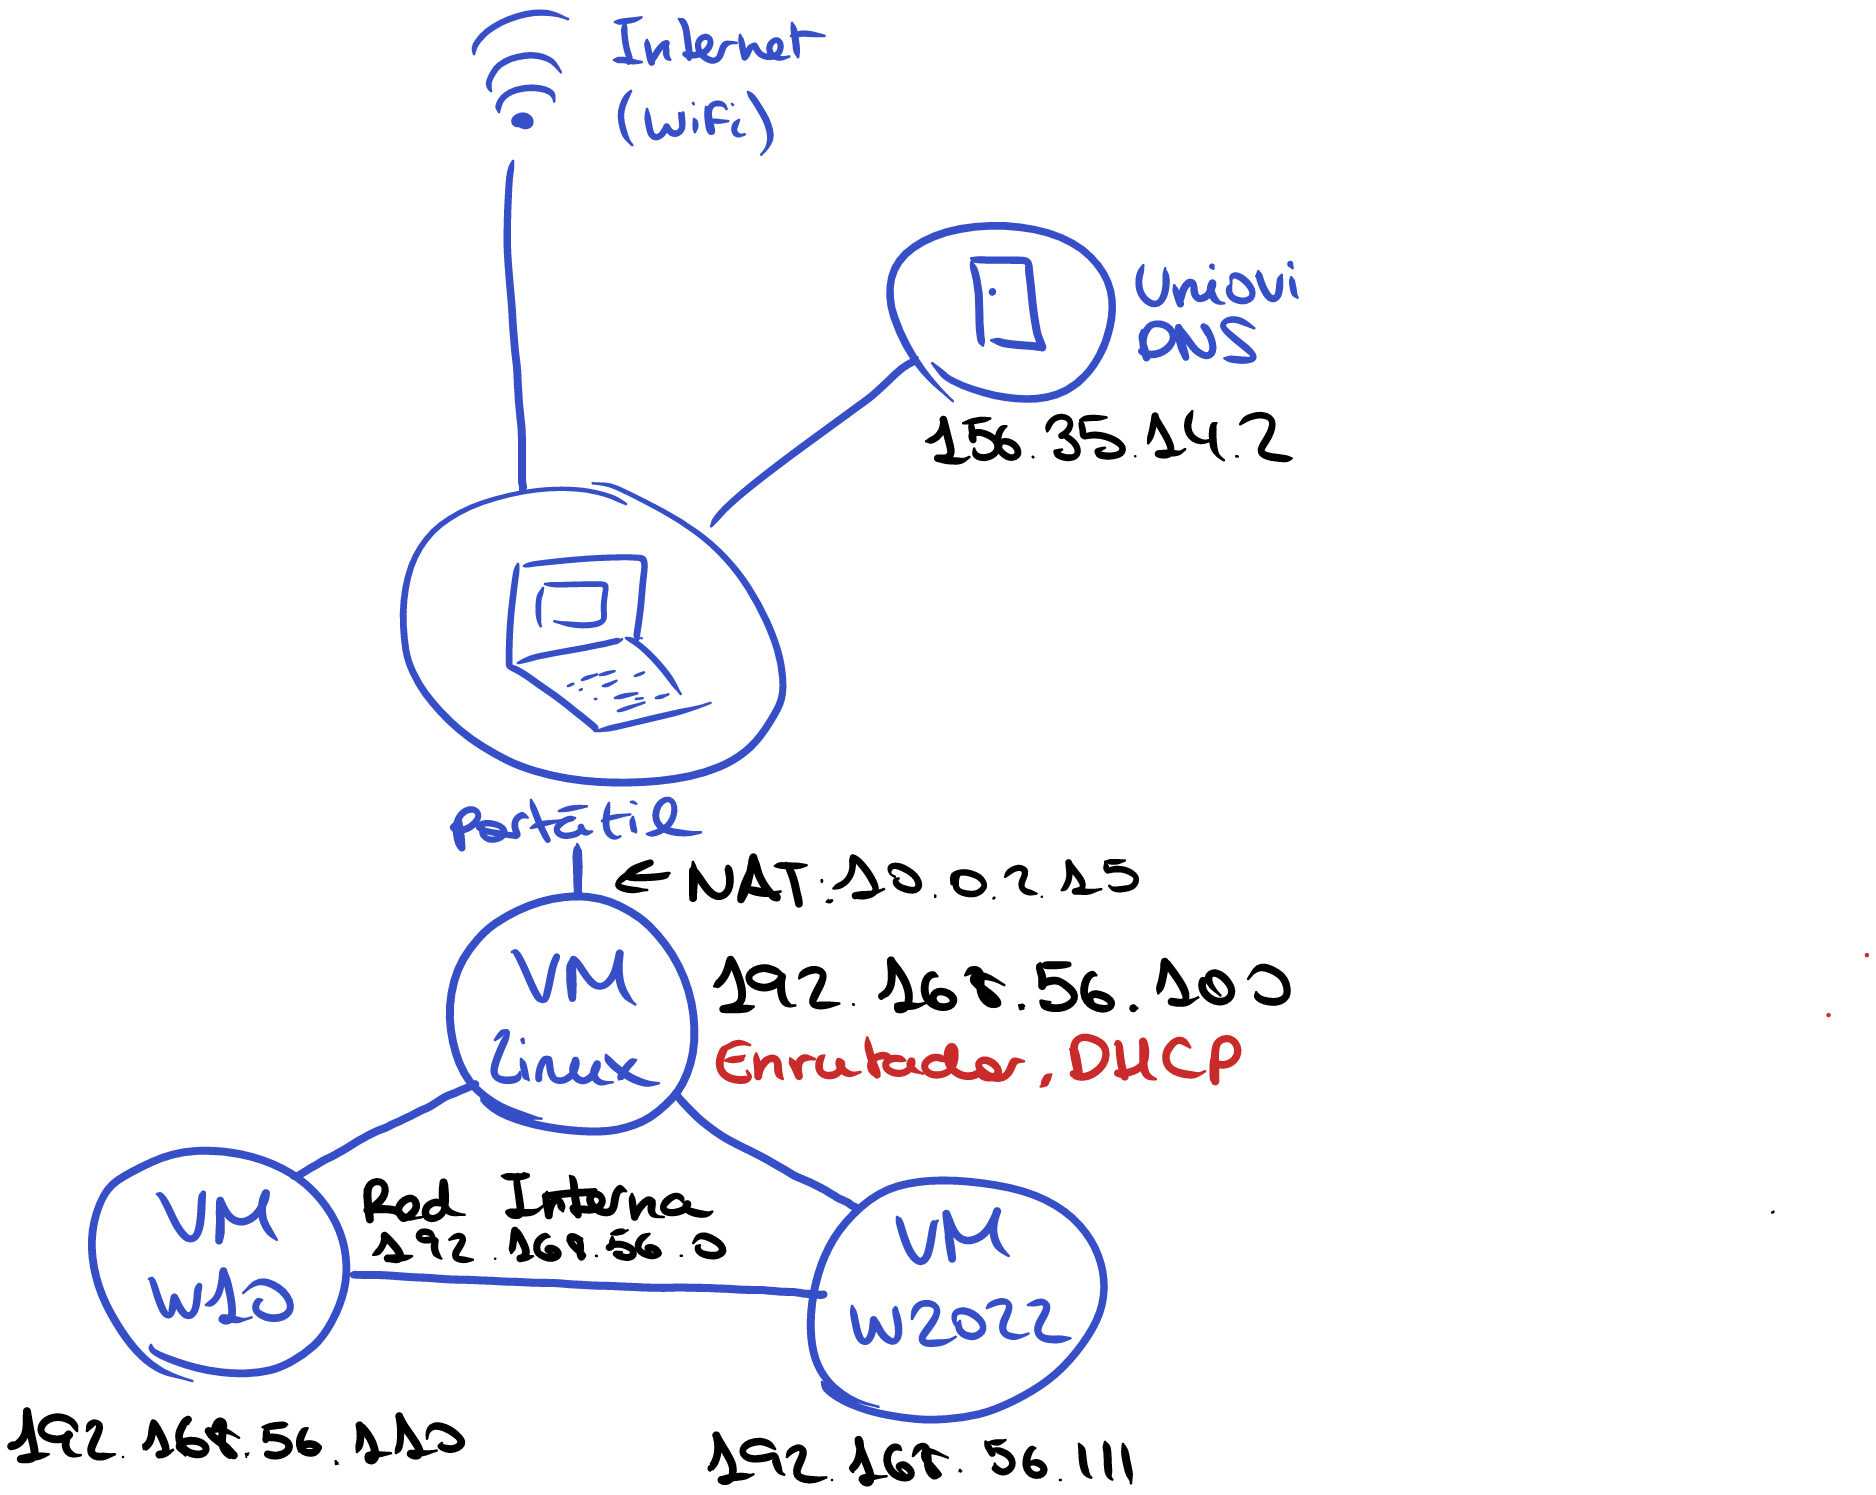 Internet
(Wifi)
Uniovi
DNS
156.35.14.2
Portátil
← NAT: 10.0.2.15
VM
Linux
192.168.56.100
Enrutador, DHCP
Red Interna
192.168.56.0
VM
W10
VM
W2022
192.168.56.110
192.168.56.111